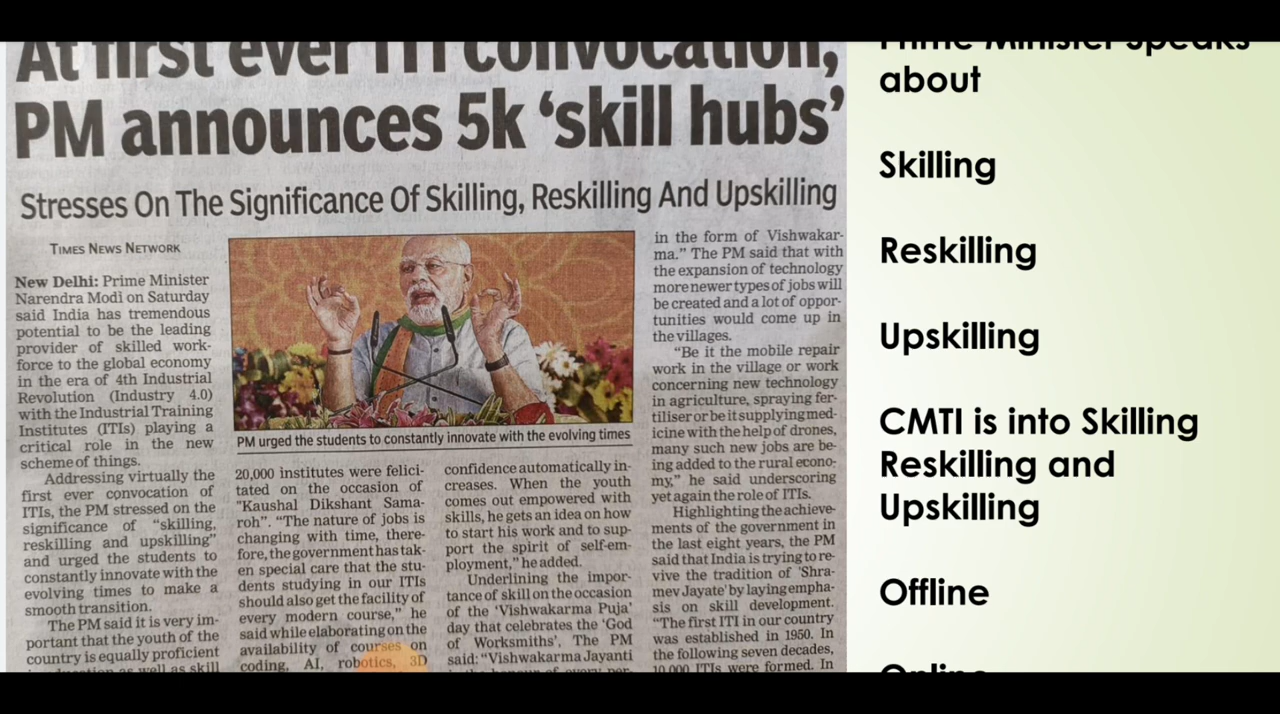 At first ever ITI convocation,
PM announces 5k ‘skill hubs’
Stresses On The Significance Of Skilling, Reskilling And Upskilling
TIMES NEWS NETWORK
New Delhi: Prime Minister
Narendra Modi on Saturday
said India has tremendous
potential to be the leading
provider of skilled work-
force to the global economy
in the era of 4th Industrial
Revolution (Industry 4.0)
with the Industrial Training
Institutes (ITIs) playing a
critical role in the new
scheme of things.
Addressing virtually the
first ever convocation of
ITIs, the PM stressed on the
significance of “skilling,
reskilling and upskilling”
and urged the students to
constantly innovate with the
evolving times to make a
smooth transition.
The PM said it is very im-
portant that the youth of the
country is equally proficient
in education as well as skill
PM urged the students to constantly innovate with the evolving times
20,000 institutes were felici-
tated on the occasion of
"Kaushal Dikshant Sama-
roh”. “The nature of jobs is
changing with time, there-
fore, the government has tak-
en special care that the stu-
dents studying in our ITIs
should also get the facility of
every modern course,” he
said while elaborating on the
availability of courses on
coding, AI, robotics, 3D
confidence automatically in-
creases. When the youth
comes out empowered with
skills, he gets an idea on how
to start his work and to sup-
port the spirit of self-em-
ployment,” he added.
Underlining the impor-
tance of skill on the occasion
of the ‘Vishwakarma Puja’
day that celebrates the ‘God
of Worksmiths’, The PM
said: “Vishwakarma Jayanti
is the honour of every per-
in the form of Vishwakar-
ma.” The PM said that with
the expansion of technology
more newer types of jobs will
be created and a lot of oppor-
tunities would come up in
the villages.
“Be it the mobile repair
work in the village or work
concerning new technology
in agriculture, spraying fer-
tiliser or be it supplying med-
icine with the help of drones,
many such new jobs are be-
ing added to the rural econo-
my,” he said underscoring
yet again the role of ITIs.
Highlighting the achieve-
ments of the government in
the last eight years, the PM
said that India is trying to re-
vive the tradition of ‘Shra-
mev Jayate’ by laying empha-
sis on skill development.
“The first ITI in our country
was established in 1950. In
the following seven decades,
10,000 ITIs were formed. In
Prime Minister Speaks
about
Skilling
Reskilling
Upskilling
CMTI is into Skilling
Reskilling and
Upskilling
Offline
Online